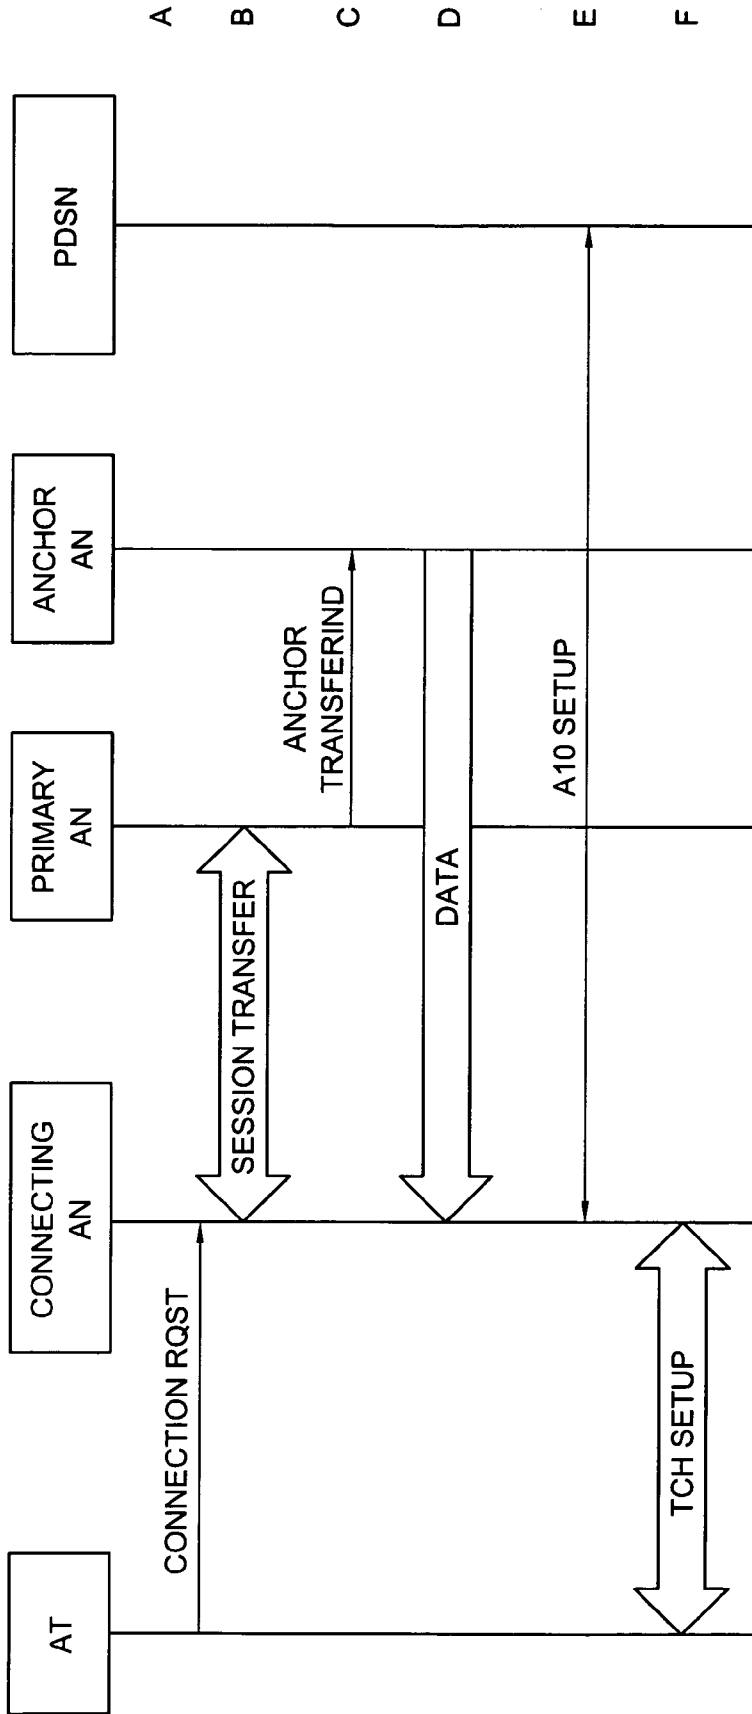 AT
CONNECTING
AN
PRIMARY
AN
ANCHOR
AN
PDSN
CONNECTION RQST
A
SESSION TRANSFER
B
ANCHOR
TRANSFERIND
C
DATA
D
A10 SETUP
E
TCH SETUP
F